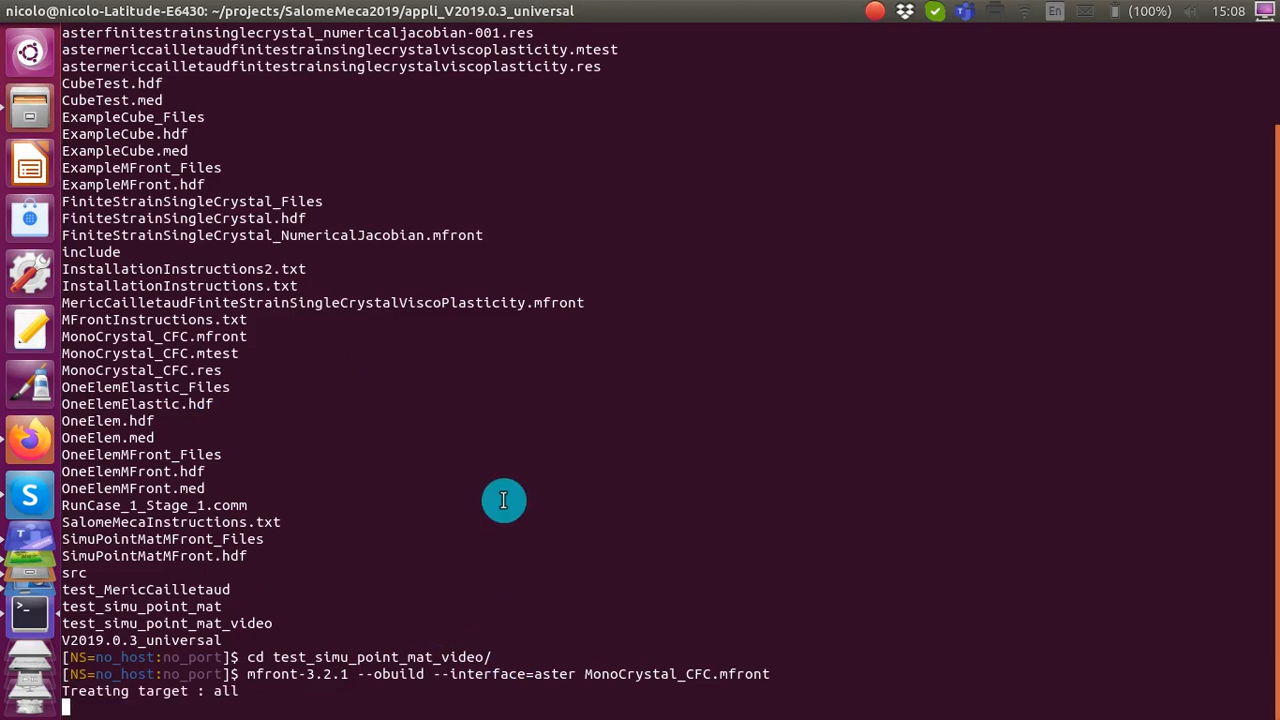 nicolo@nicolo-Latitude-E6430: ~/projects/SalomeMeca2019/appli_V2019.0.3_universal
En
(100%)
15:08
asterfinitestrainsinglecrystal_numericaljacobian-001.res
astermericcailletaudfinitestrainsinglecrystalviscoplasticity.mtest
astermericcailletaudfinitestrainsinglecrystalviscoplasticity.res
CubeTest.hdf
CubeTest.med
ExampleCube_Files
ExampleCube.hdf
ExampleCube.med
ExampleMFront_Files
ExampleMFront.hdf
FiniteStrainSingleCrystal_Files
FiniteStrainSingleCrystal.hdf
FiniteStrainSingleCrystal_NumericalJacobian.mfront
include
InstallationInstructions2.txt
InstallationInstructions.txt
MericCailletaudFiniteStrainSingleCrystalViscoPlasticity.mfront
MFrontInstructions.txt
MonoCrystal_CFC.mfront
MonoCrystal_CFC.mtest
MonoCrystal_CFC.res
OneElemElastic_Files
OneElemElastic.hdf
OneElem.hdf
OneElem.med
OneElemMFront_Files
OneElemMFront.hdf
OneElemMFront.med
RunCase_1_Stage_1.comm
SalomeMecaInstructions.txt
SimuPointMatMFront_Files
SimuPointMatMFront.hdf
src
test_MericCailletaud
test_simu_point_mat
test_simu_point_mat_video
V2019.0.3_universal
[NS=no_host:no_port]$ cd test_simu_point_mat_video/
[NS=no_host:no_port]$ mfront-3.2.1 --obuild --interface=aster MonoCrystal_CFC.mfront
Treating target : all